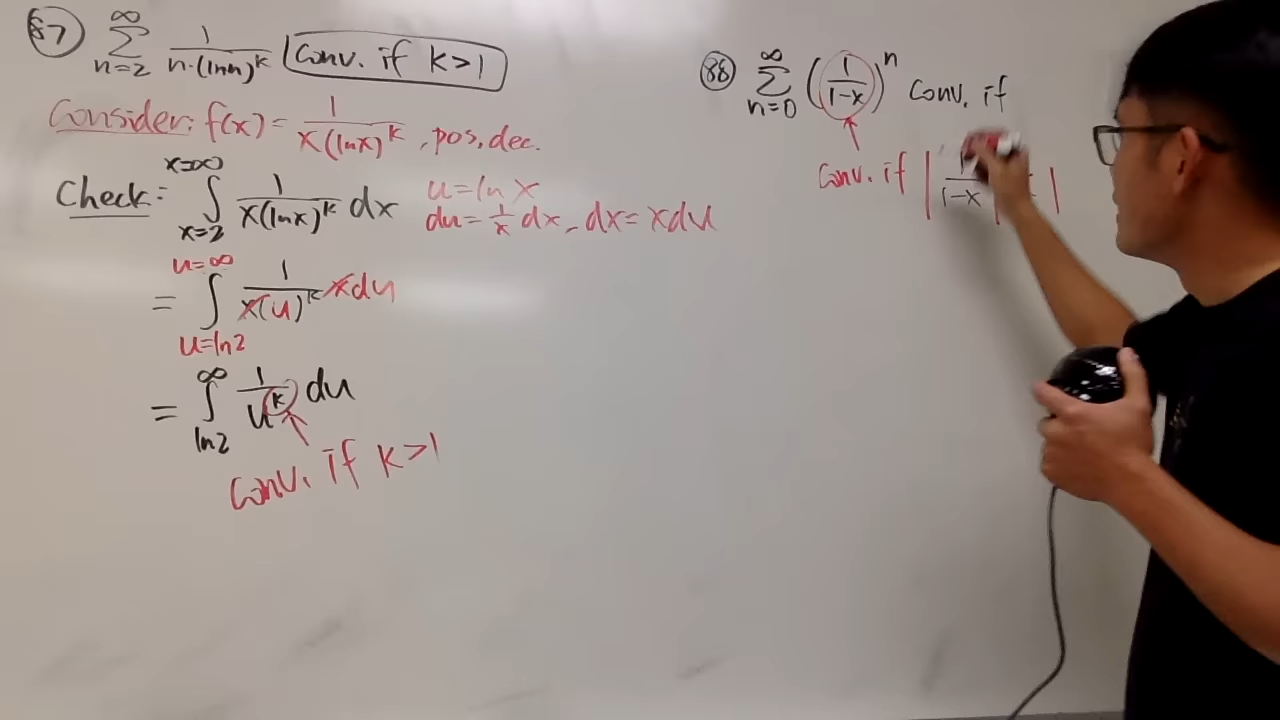 87 ∑_{n=2}^{∞} 1/(n·(ln n)^k) Conv. if k>1
Consider: f(x) = 1/(x(ln x)^k), pos, dec.
Check: ∫_{x=2}^{x=∞} 1/(x(ln x)^k) dx
u = ln x
du = 1/x dx, dx = x du
= ∫_{u=ln2}^{u=∞} 1/(x(u)^k) x du
= ∫_{ln2}^{∞} 1/u^k du
Conv. if k>1
88 ∑_{n=0}^{∞} (1/(1-x))^n Conv. if
Conv. if |1/(1-x)| 1